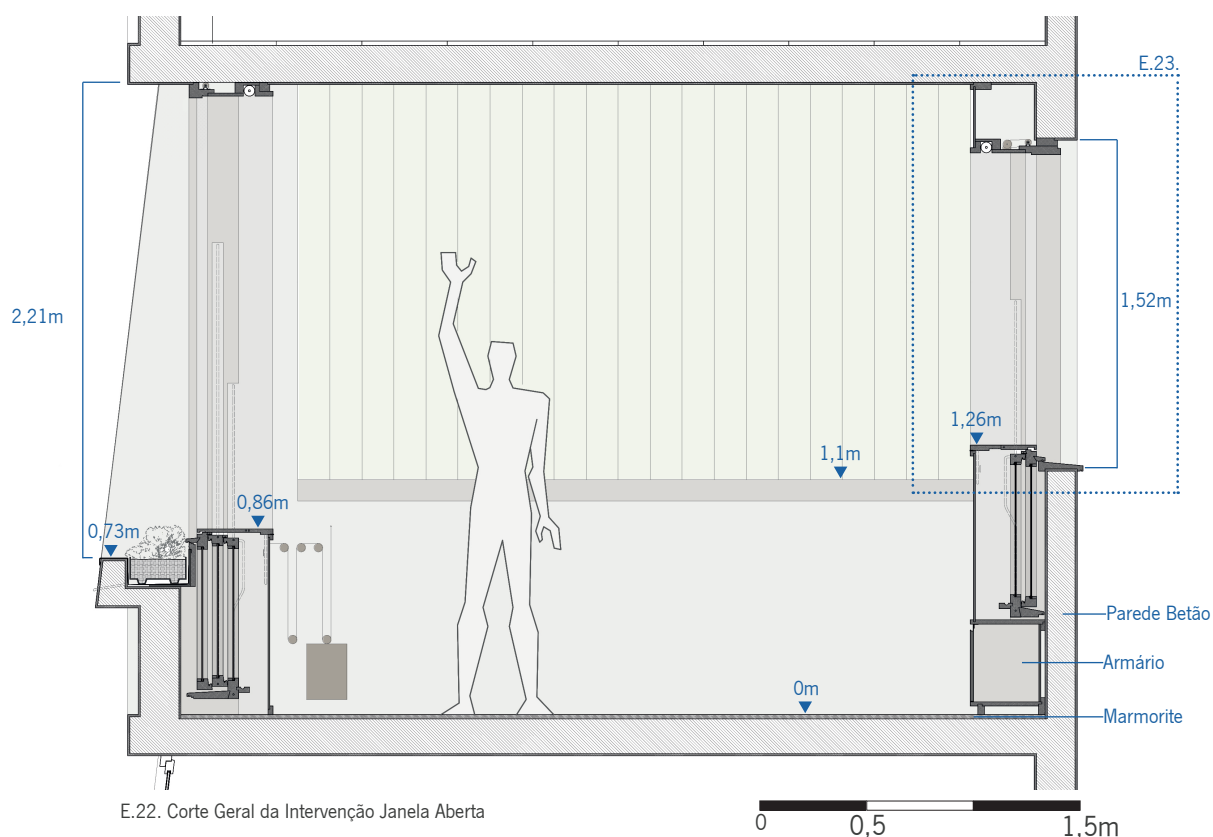 E.23.
2,21m
1,52m
1,26m
1,1m
0,86m
0,73m
Parede Betão
Armário
0m
Marmorite
E.22. Corte Geral da Intervenção Janela Aberta
0 0,5 1,5m